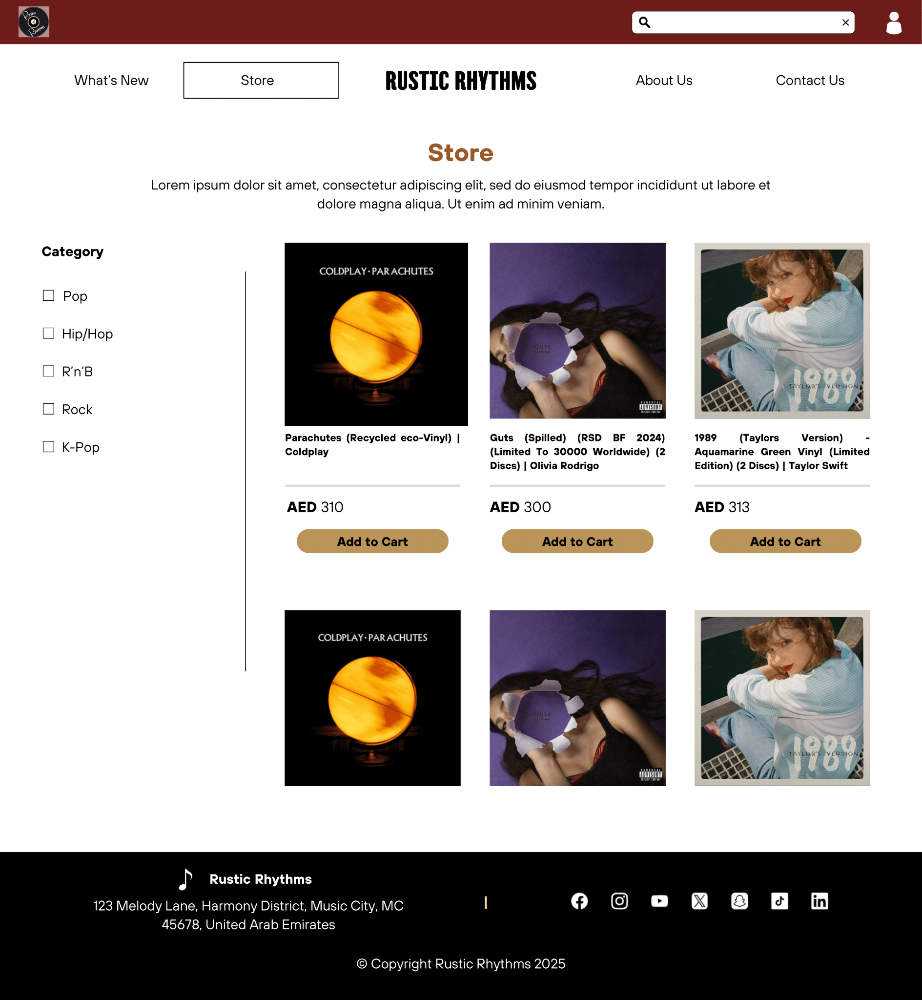 Rustic
Rhythms
What's New
Store
RUSTIC RHYTHMS
About Us
Contact Us
Store
Lorem ipsum dolor sit amet, consectetur adipiscing elit, sed do eiusmod tempor incididunt ut labore et
dolore magna aliqua. Ut enim ad minim veniam.
Category
Pop
Hip/Hop
R'n'B
Rock
K-Pop
COLDPLAY · PARACHUTES
GUTS
(spilled)
PARENTAL
ADVISORY
EXPLICIT CONTENT
1989
TAYLOR'S VERSION
Parachutes (Recycled eco-Vinyl) |
Coldplay
Guts (Spilled) (RSD BF 2024)
(Limited To 30000 Worldwide) (2
Discs) | Olivia Rodrigo
1989 (Taylors Version) -
Aquamarine Green Vinyl (Limited
Edition) (2 Discs) | Taylor Swift
AED 310
AED 300
AED 313
Add to Cart
Add to Cart
Add to Cart
COLDPLAY · PARACHUTES
GUTS
(spilled)
PARENTAL
ADVISORY
EXPLICIT CONTENT
1989
TAYLOR'S VERSION
Rustic Rhythms
123 Melody Lane, Harmony District, Music City, MC
45678, United Arab Emirates
© Copyright Rustic Rhythms 2025